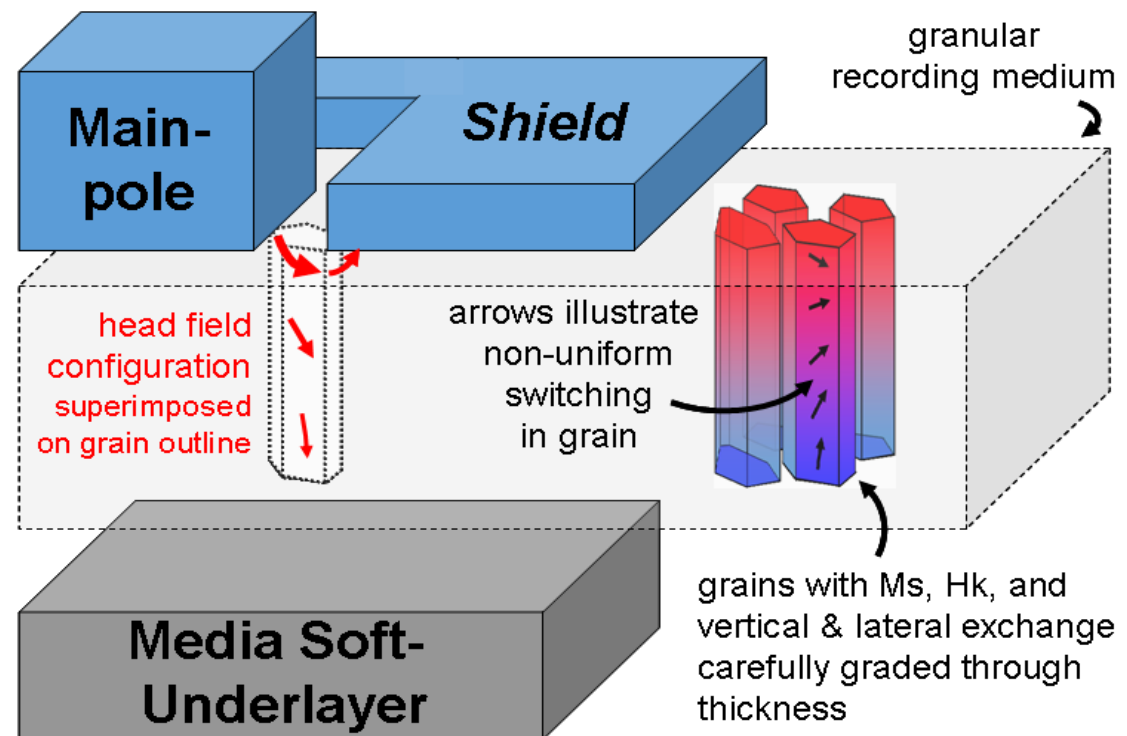 granular
recording medium
Main-
pole
Shield
head field
configuration
superimposed
on grain outline
arrows illustrate
non-uniform
switching
in grain
grains with Ms, Hk, and
vertical & lateral exchange
carefully graded through
thickness
Media Soft-
Underlayer